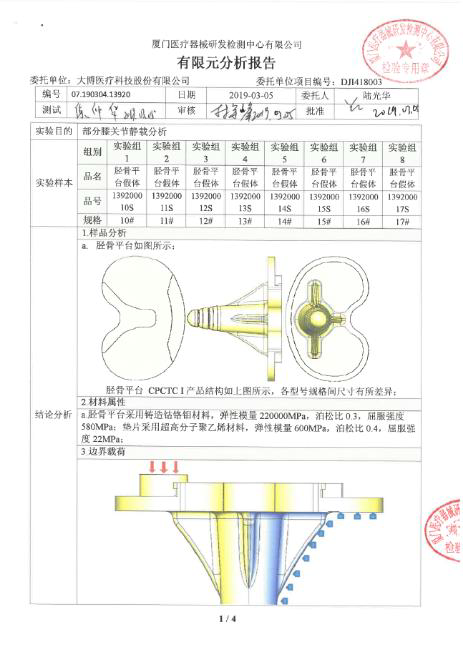 厦门医疗器械研发检测中心有限公司
有限元分析报告
检验专用章
委托单位：大博医疗科技股份有限公司 委托单位项目编号：DJI418003
编号 07.190304.13920 日期 2019-03-05 委托人 陆光华
测试 审核 批准
实验目的 部分膝关节静载分析
实验样本
组别 实验组1 实验组2 实验组3 实验组4 实验组5 实验组6 实验组7 实验组8
品名 胫骨平台假体 胫骨平台假体 胫骨平台假体 胫骨平台假体 胫骨平台假体 胫骨平台假体 胫骨平台假体 胫骨平台假体
品号 139200010S 139200011S 139200012S 139200013S 139200014S 139200015S 139200016S 139200017S
规格 10# 11# 12# 13# 14# 15# 16# 17#
结论分析
1.样品分析
a. 胫骨平台如图所示：
胫骨平台 CPCTC I 产品结构如上图所示，各型号规格间尺寸有所差异；
2 材料属性
a.胫骨平台采用铸造钴铬钼材料，弹性模量 220000MPa，泊松比 0.3，屈服强度
580MPa；垫片采用超高分子聚乙烯材料，弹性模量 600MPa，泊松比 0.4，屈服强
度 22MPa；
3 边界载荷
1 / 4